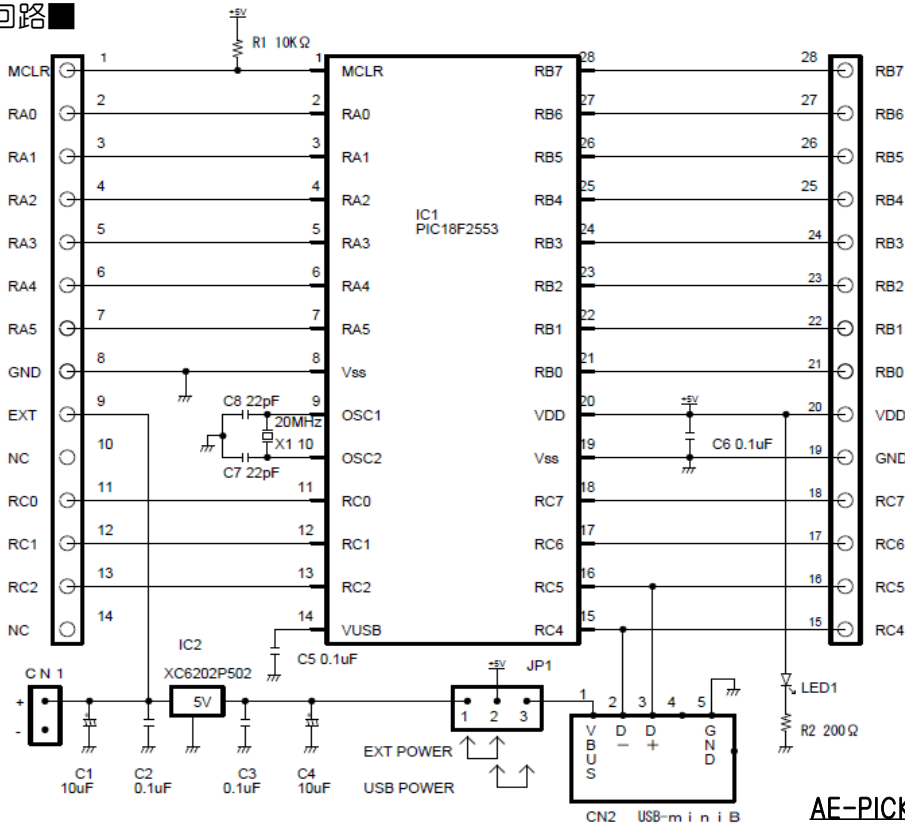 回路■
+5V
R1 10KΩ
MCLR 1 1 MCLR RB7 28 28 RB7
RA0 2 2 RA0 RB6 27 27 RB6
RA1 3 3 RA1 RB5 26 26 RB5
RA2 4 4 RA2 RB4 25 25 RB4
IC1
PIC18F2553
RA3 5 5 RA3 RB3 24 24 RB3
RA4 6 6 RA4 RB2 23 23 RB2
RA5 7 7 RA5 RB1 22 22 RB1
GND 8 8 Vss RB0 21 21 RB0
EXT 9 C8 22pF 9 OSC1 VDD 20 +5V 20 VDD
20MHz
NC 10 X1 10 OSC2 Vss 19 C6 0.1uF 19 GND
C7 22pF
RC0 11 11 RC0 RC7 18 18 RC7
RC1 12 12 RC1 RC6 17 17 RC6
RC2 13 13 RC2 RC5 16 16 RC5
NC 14 14 VUSB RC4 15 15 RC4
C5 0.1uF
IC2
XC6202P502
5V
CN1
+
-
C1
10uF
C2
0.1uF
C3
0.1uF
C4
10uF
+5V
JP1
1 2 3
EXT POWER
USB POWER
1 2 3 4 5
VBUS
D-
D+
GND
CN2 USB-miniB
LED1
R2 200Ω